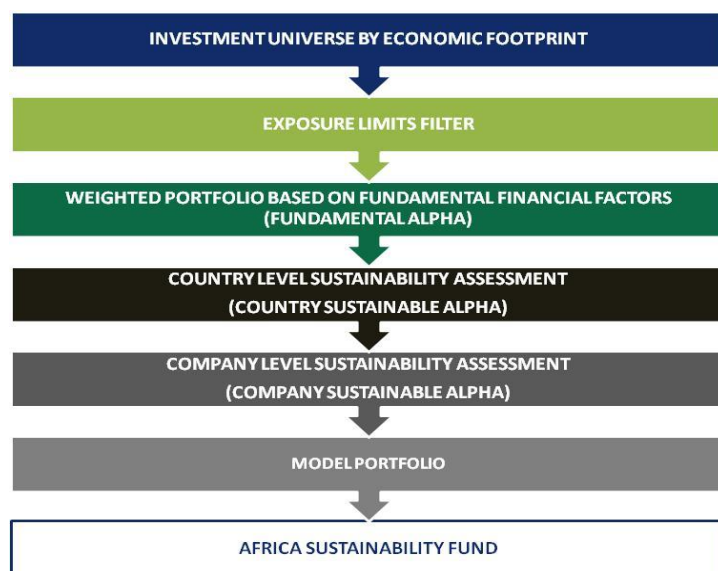 INVESTMENT UNIVERSE BY ECONOMIC FOOTPRINT
EXPOSURE LIMITS FILTER
WEIGHTED PORTFOLIO BASED ON FUNDAMENTAL FINANCIAL FACTORS
(FUNDAMENTAL ALPHA)
COUNTRY LEVEL SUSTAINABILITY ASSESSMENT
(COUNTRY SUSTAINABLE ALPHA)
COMPANY LEVEL SUSTAINABILITY ASSESSMENT
(COMPANY SUSTAINABLE ALPHA)
MODEL PORTFOLIO
AFRICA SUSTAINABILITY FUND